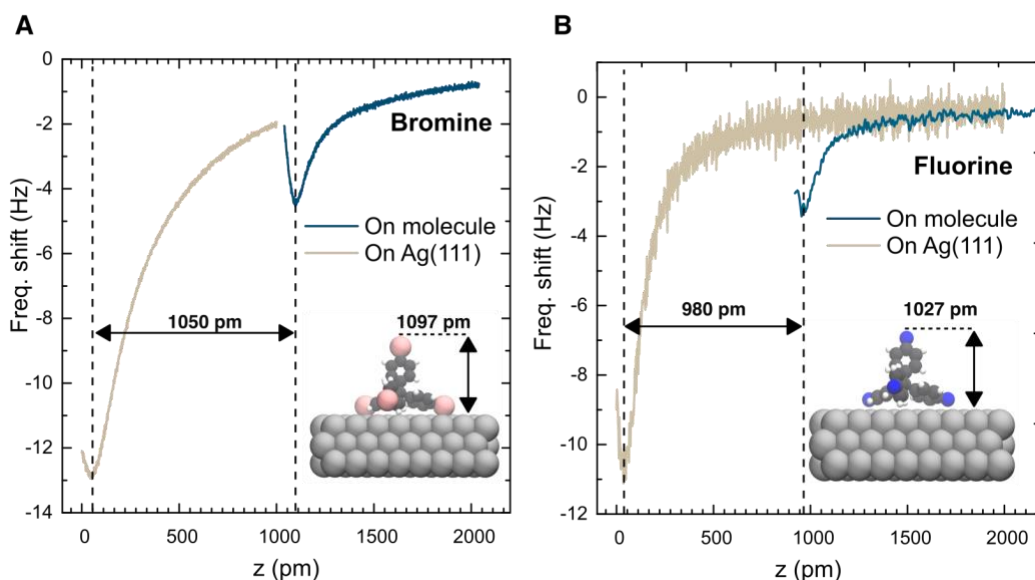 A
Freq. shift (Hz)
0
-2
-4
-6
-8
-10
-12
-14
Bromine
On molecule
On Ag(111)
1050 pm
1097 pm
0
500
1000
1500
2000
z (pm)
B
Freq. shift (Hz)
0
-2
-4
-6
-8
-10
-12
Fluorine
On molecule
On Ag(111)
980 pm
1027 pm
0
500
1000
1500
2000
z (pm)